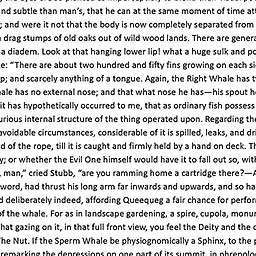 nd subtle than man's, that he can at the same moment of time att
; and were it not that the body is now completely separated from
drag stumps of old oaks out of wild wood lands. There are genera
a diadem. Look at that hanging lower lip! what a huge sulk and po
e: "There are about two hundred and fifty fins growing on each sid
p; and scarcely anything of a tongue. Again, the Right Whale has t
hale has no external nose; and that what nose he has—his spout h
it has hypothetically occurred to me, that as ordinary fish possess
urious internal structure of the thing operated upon. Regarding the
avoidable circumstances, considerable of it is spilled, leaks, and dri
d of the rope, till it is caught and firmly held by a hand on deck. Th
y; or whether the Evil One himself would have it to fall out so, with
, man," cried Stubb, "are you ramming home a cartridge there?—A
word, had thrust his long arm far inwards and upwards, and so ha
d deliberately indeed, affording Queequeg a fair chance for perfor
of the whale. For as in landscape gardening, a spire, cupola, monur
hat gazing on it, in that full front view, you feel the Deity and the d
The Nut. If the Sperm Whale be physiognomically a Sphinx, to the p
remarking the depressions on one part of its summit, in phrenolog